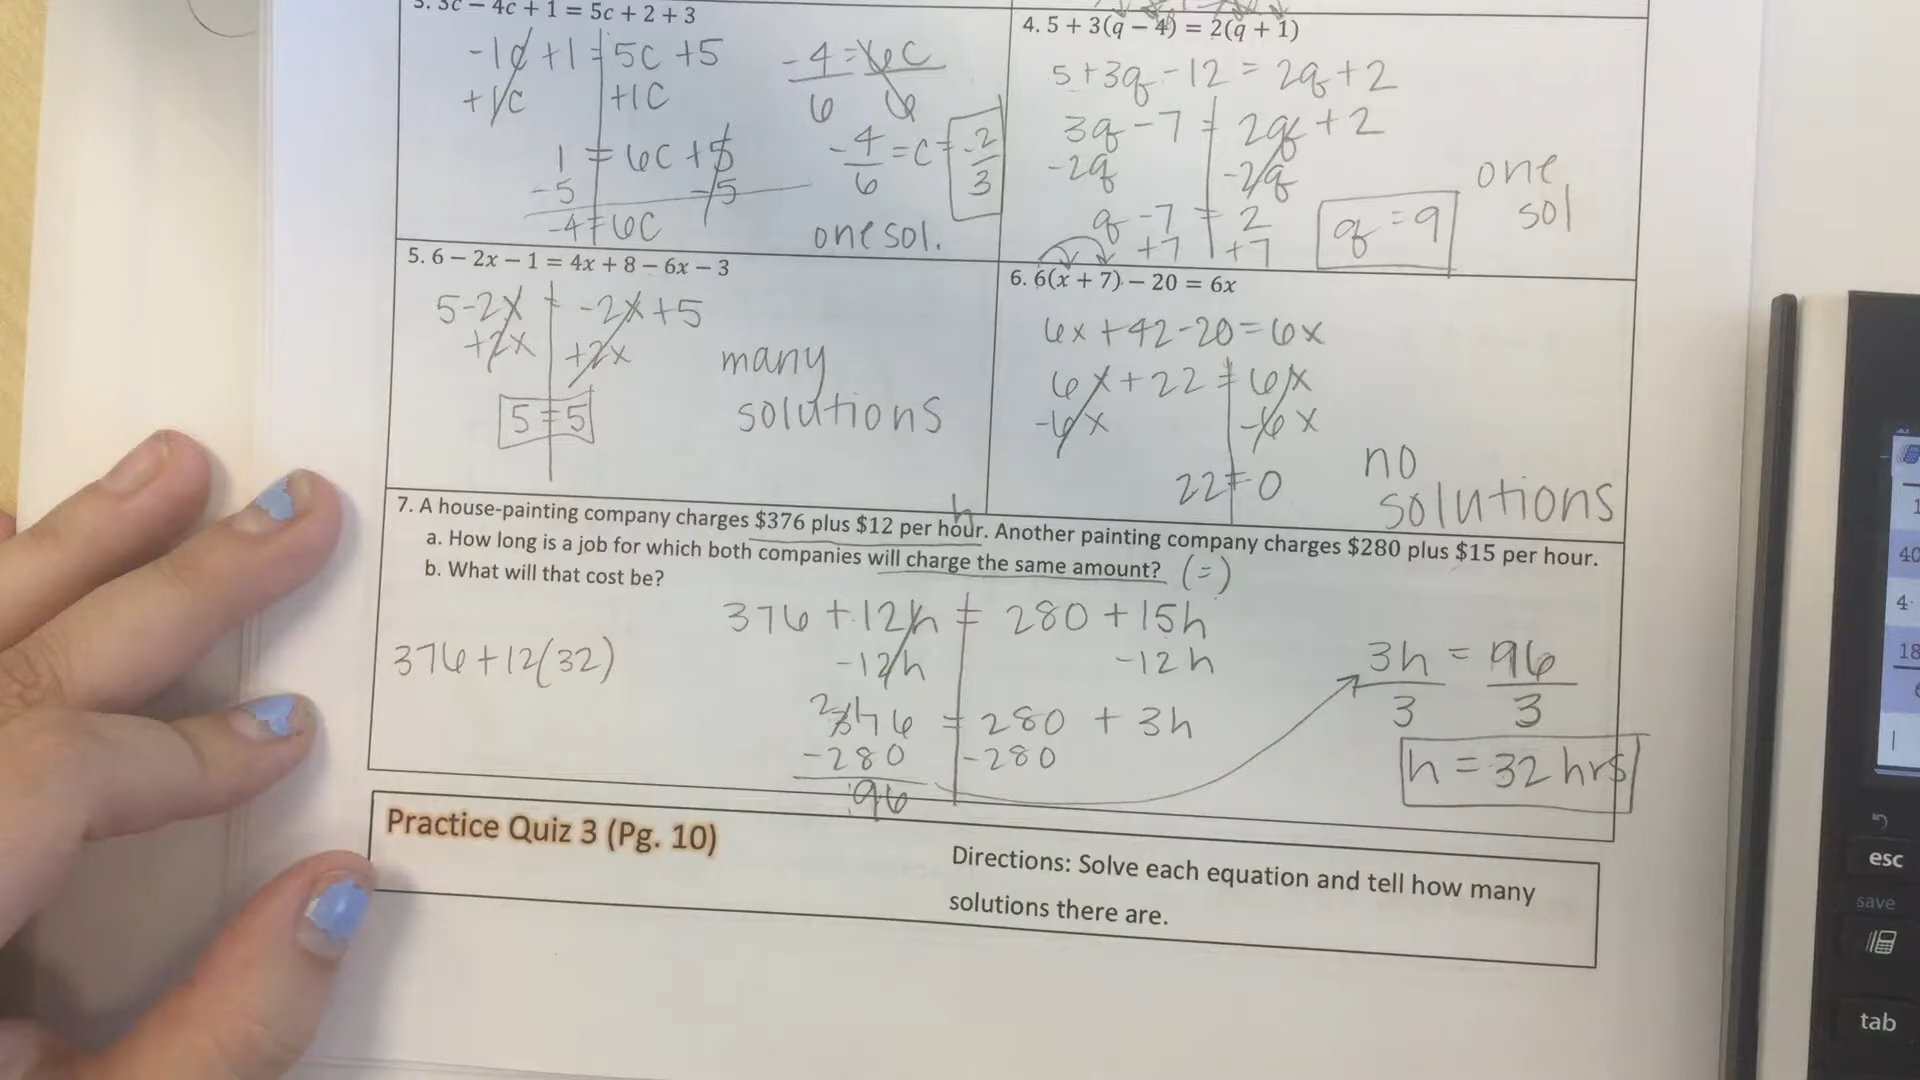 3. 3c – 4c + 1 = 5c + 2 + 3
-1c + 1 = 5c + 5
+1c +1c
1 = 6c + 5
-5 -5
-4 = 6c
-4 = 6c
6 6
-4/6 = c = -2/3
one sol.
4. 5 + 3(q – 4) = 2(q + 1)
5 + 3q - 12 = 2q + 2
3q - 7 = 2q + 2
-2q -2q
q - 7 = 2
+7 +7
q = 9
one
sol
5. 6 – 2x – 1 = 4x + 8 – 6x – 3
5 - 2x = -2x + 5
+2x +2x
5 = 5
many
solutions
6. 6(x + 7) – 20 = 6x
6x + 42 - 20 = 6x
6x + 22 = 6x
-6x -6x
22 = 0
no
solutions
h
7. A house-painting company charges $376 plus $12 per hour. Another painting company charges $280 plus $15 per hour.
a. How long is a job for which both companies will charge the same amount? (=)
b. What will that cost be?
376 + 12h = 280 + 15h
-12h -12h
376 = 280 + 3h
-280 -280
96
3h = 96
3 3
h = 32 hrs
376 + 12(32)
Practice Quiz 3 (Pg. 10)
Directions: Solve each equation and tell how many
solutions there are.
1
40
4
18
esc
save
tab